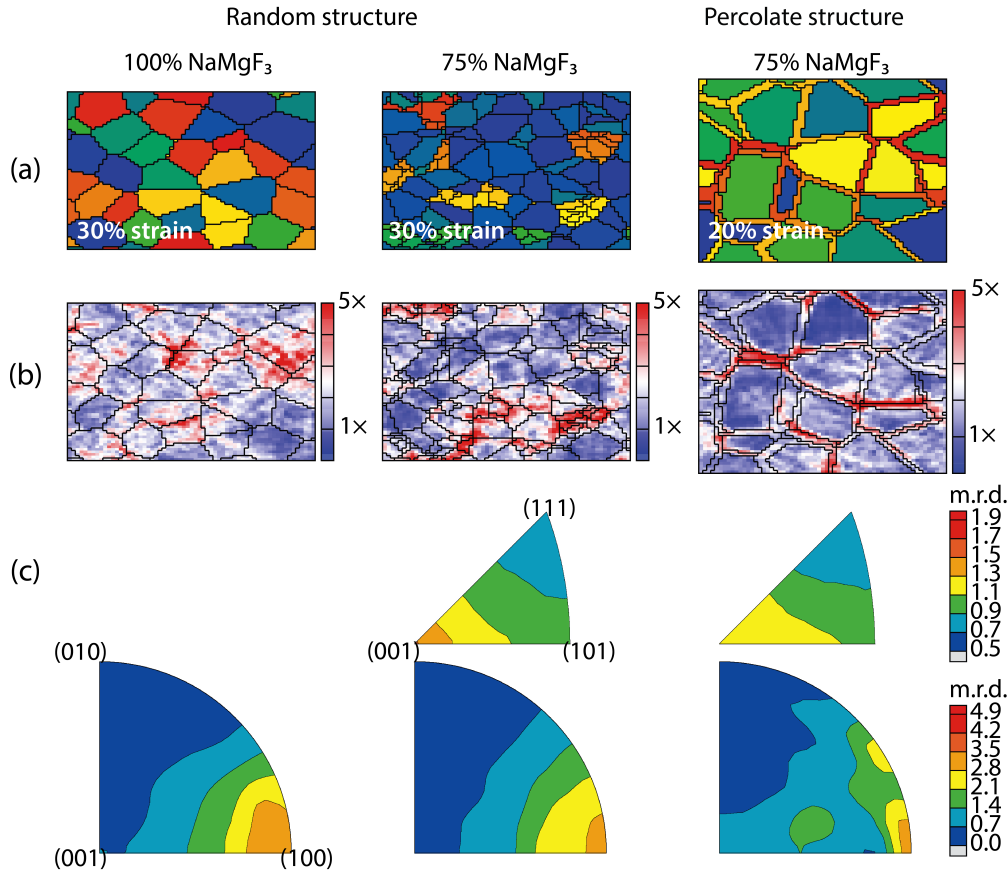 Random structure
Percolate structure
100% NaMgF₃
75% NaMgF₃
75% NaMgF₃
(a)
30% strain
30% strain
20% strain
(b)
5×
1×
5×
1×
5×
1×
(c)
(111)
(001)
(101)
m.r.d.
1.9
1.7
1.5
1.3
1.1
0.9
0.7
0.5
(010)
(001)
(100)
m.r.d.
4.9
4.2
3.5
2.8
2.1
1.4
0.7
0.0